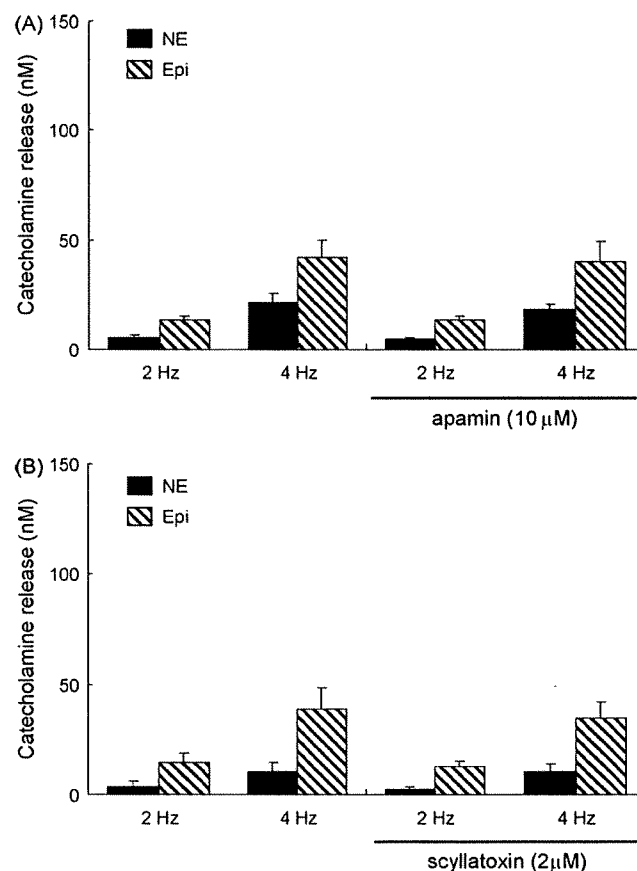 (A)
150
100
50
0
Catecholamine release (nM)
NE
Epi
2 Hz
4 Hz
2 Hz
4 Hz
apamin (10 μM)
(B)
150
100
50
0
Catecholamine release (nM)
NE
Epi
2 Hz
4 Hz
2 Hz
4 Hz
scyllatoxin (2μM)